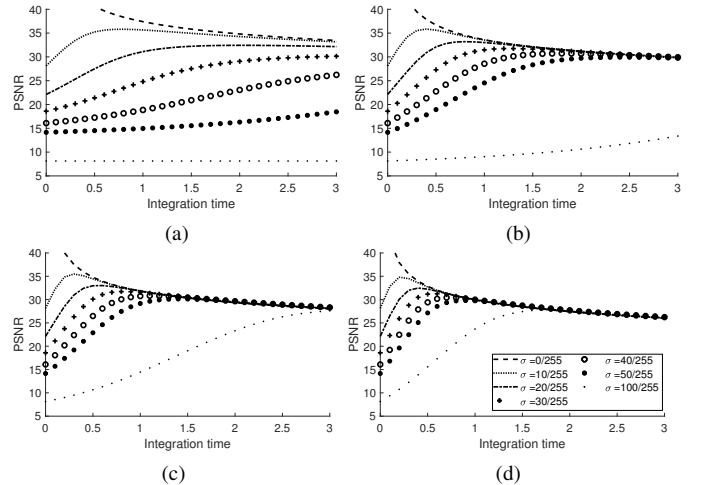 40
35
30
25
20
15
10
5
PSNR
0 0.5 1 1.5 2 2.5 3
Integration time
(a)
40
35
30
25
20
15
10
5
PSNR
0 0.5 1 1.5 2 2.5 3
Integration time
(b)
40
35
30
25
20
15
10
5
PSNR
0 0.5 1 1.5 2 2.5 3
Integration time
(c)
40
35
30
25
20
15
10
5
PSNR
0 0.5 1 1.5 2 2.5 3
Integration time
σ =0/255
σ =10/255
σ =20/255
σ =30/255
σ =40/255
σ =50/255
σ =100/255
(d)